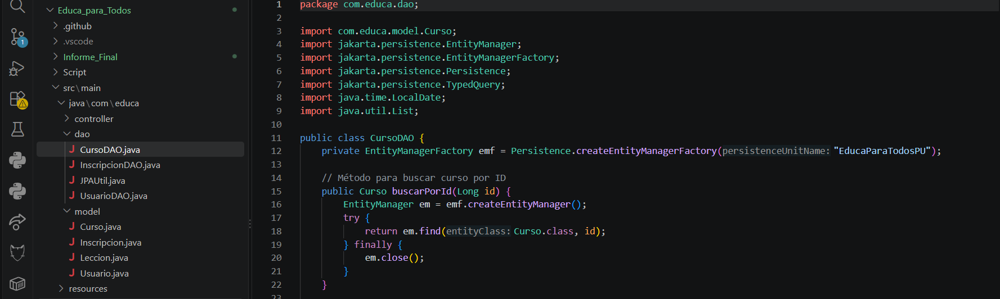 Educa_para_Todos
.github
.vscode
Informe_Final
Script
src\main
java\com\educa
controller
dao
CursoDAO.java
InscripcionDAO.java
JPAUtil.java
UsuarioDAO.java
model
Curso.java
Inscripcion.java
Leccion.java
Usuario.java
resources
1
1 package com.educa.dao;
2
3 import com.educa.model.Curso;
4 import jakarta.persistence.EntityManager;
5 import jakarta.persistence.EntityManagerFactory;
6 import jakarta.persistence.Persistence;
7 import jakarta.persistence.TypedQuery;
8 import java.time.LocalDate;
9 import java.util.List;
10
11 public class CursoDAO {
12 private EntityManagerFactory emf = Persistence.createEntityManagerFactory(persistenceUnitName: "EducaParaTodosPU");
13
14 // Método para buscar curso por ID
15 public Curso buscarPorId(Long id) {
16 EntityManager em = emf.createEntityManager();
17 try {
18 return em.find(entityClass: Curso.class, id);
19 } finally {
20 em.close();
21 }
22 }
23